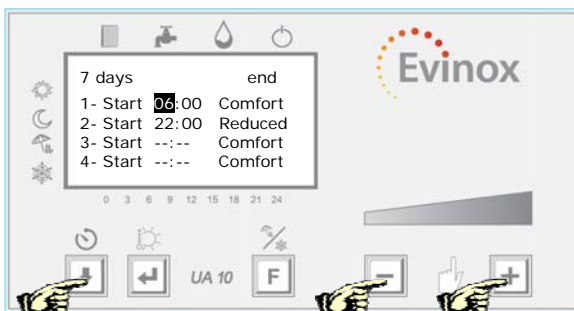 7 days end
1- Start 06:00 Comfort
2- Start 22:00 Reduced
3- Start --:-- Comfort
4- Start --:-- Comfort
0 3 6 9 12 15 18 21 24
Evinox
UA 10 F